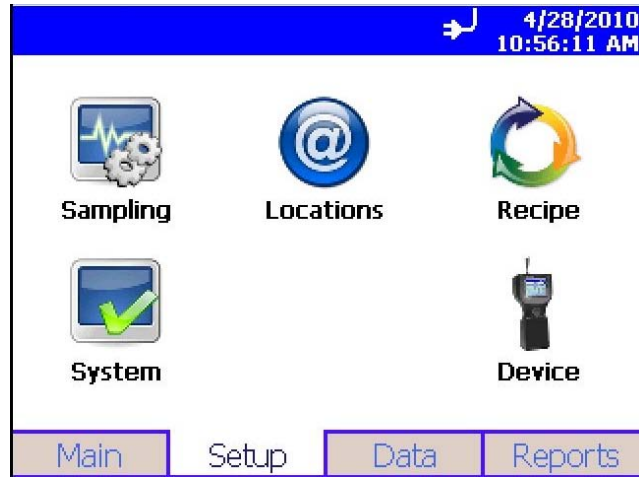 4/28/2010
10:56:11 AM
Sampling
Locations
Recipe
System
Device
Main
Setup
Data
Reports